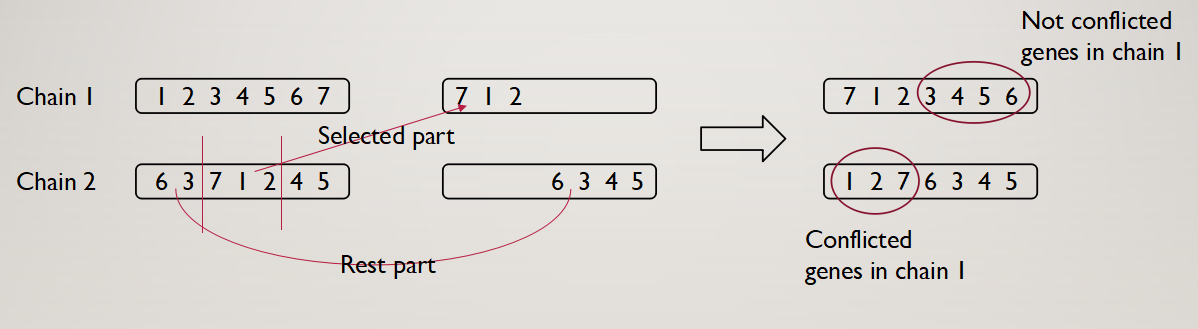 Not conflicted
genes in chain 1
Chain 1
1 2 3 4 5 6 7
7 1 2
7 1 2 3 4 5 6
Selected part
Chain 2
6 3 7 1 2 4 5
6 3 4 5
1 2 7 6 3 4 5
Rest part
Conflicted
genes in chain 1